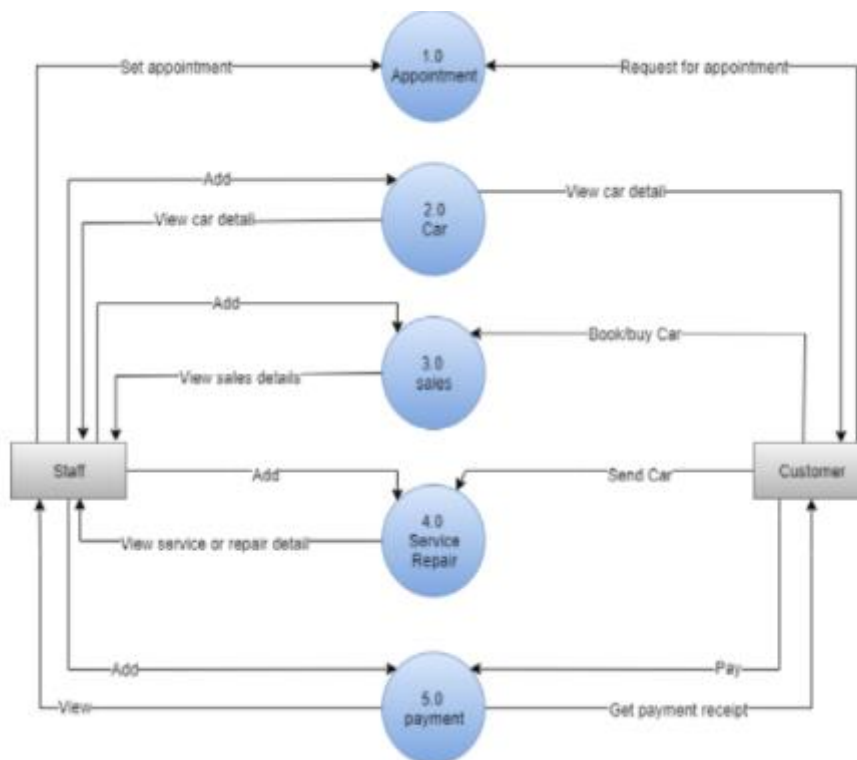 1.0
Appointment
Set appointment
Request for appointment
Add
2.0
Car
View car detail
View car detail
Add
3.0
sales
Book/buy Car
View sales details
Staff
Customer
Add
Send Car
4.0
Service
Repair
View service or repair detail
Add
Pay
5.0
payment
View
Get payment receipt